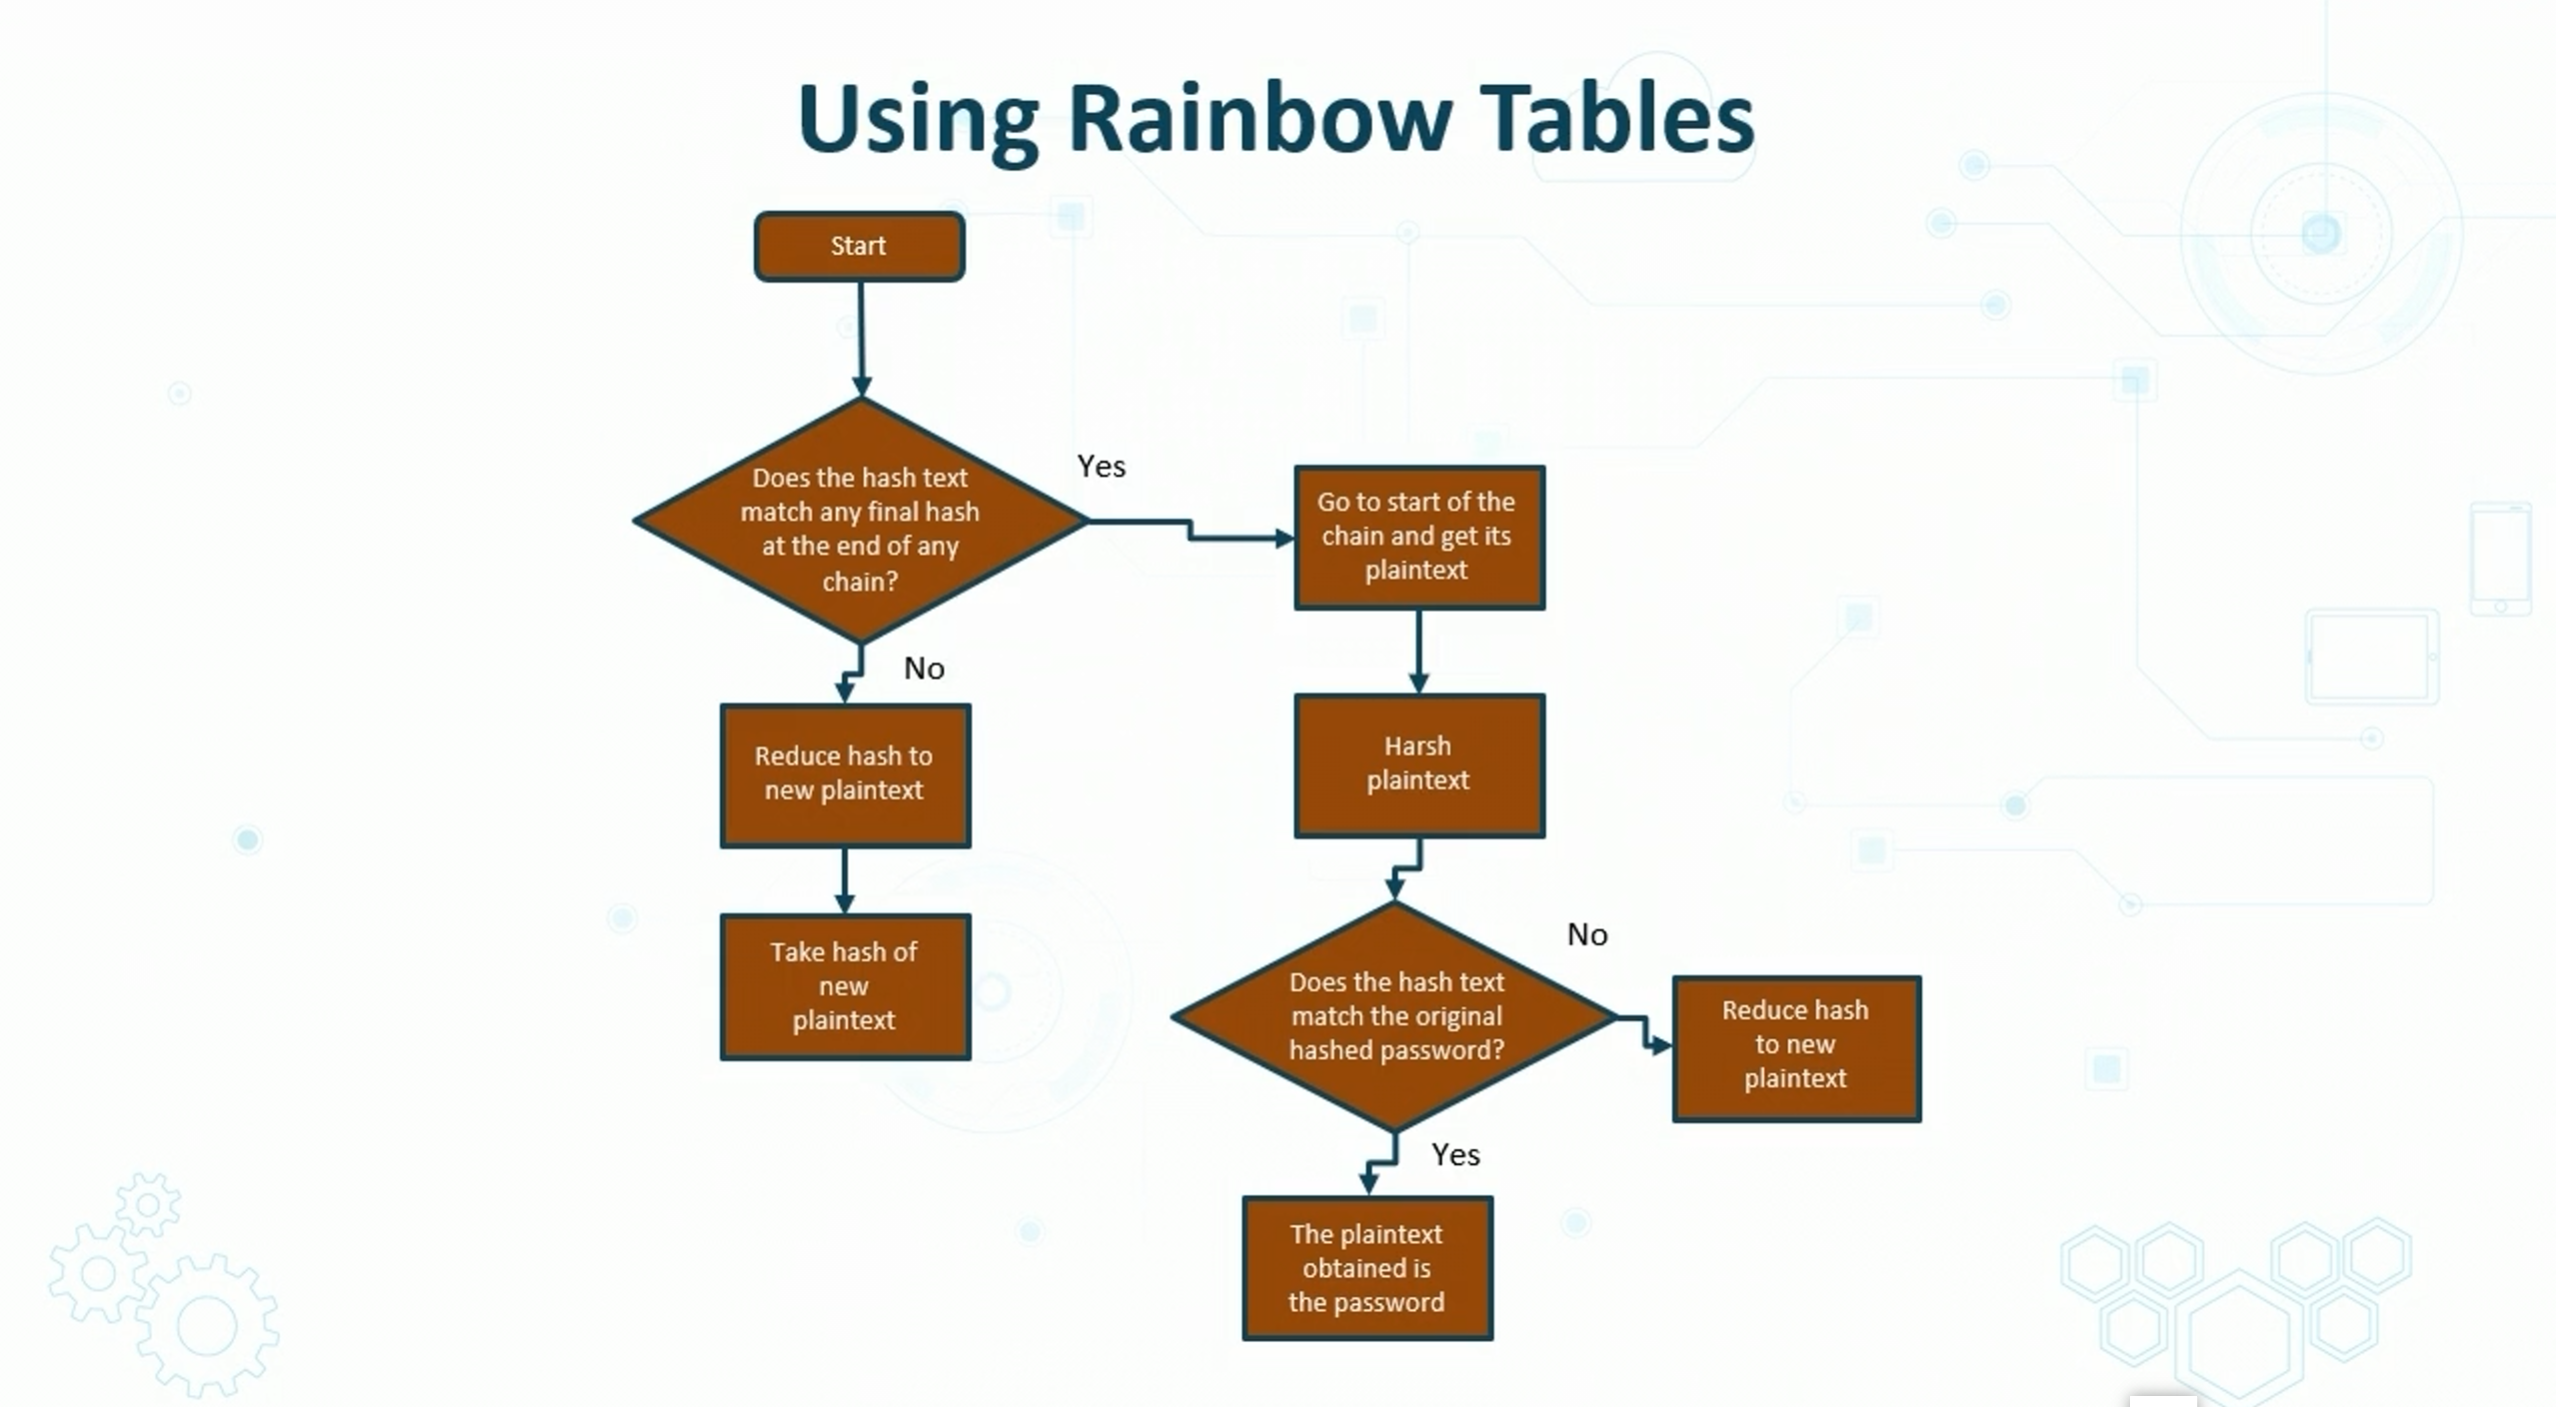 Using Rainbow Tables
Start
Does the hash text
match any final hash
at the end of any
chain?
Yes
Go to start of the
chain and get its
plaintext
No
Reduce hash to
new plaintext
Harsh
plaintext
Take hash of
new
plaintext
Does the hash text
match the original
hashed password?
No
Reduce hash
to new
plaintext
Yes
The plaintext
obtained is
the password